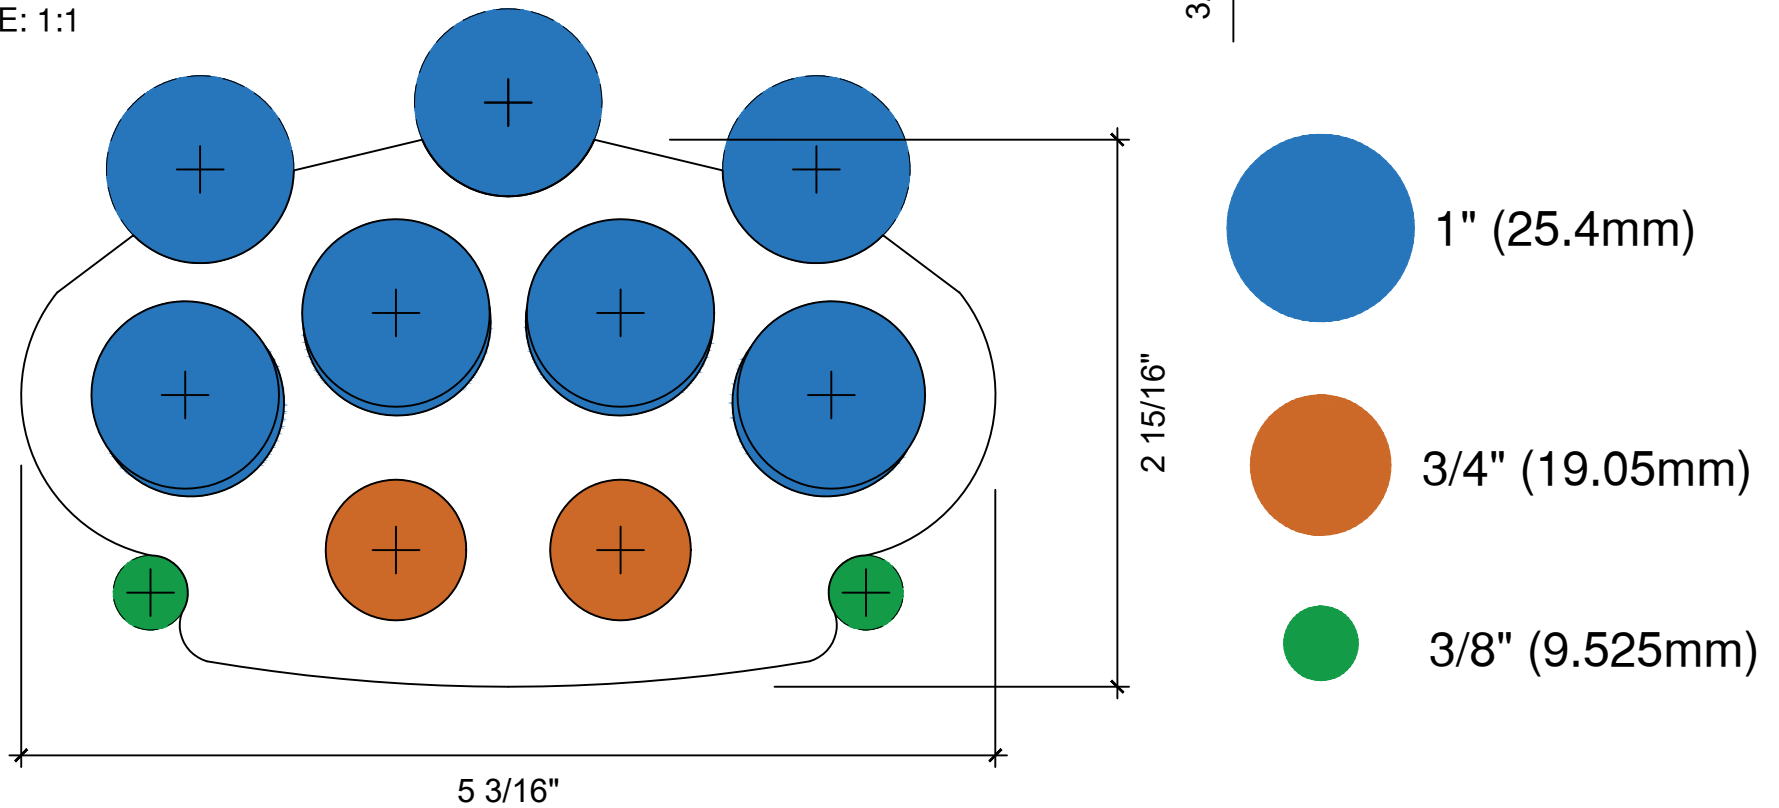 E: 1:1
1" (25.4mm)
2 15/16"
3/4" (19.05mm)
3/8" (9.525mm)
5 3/16"